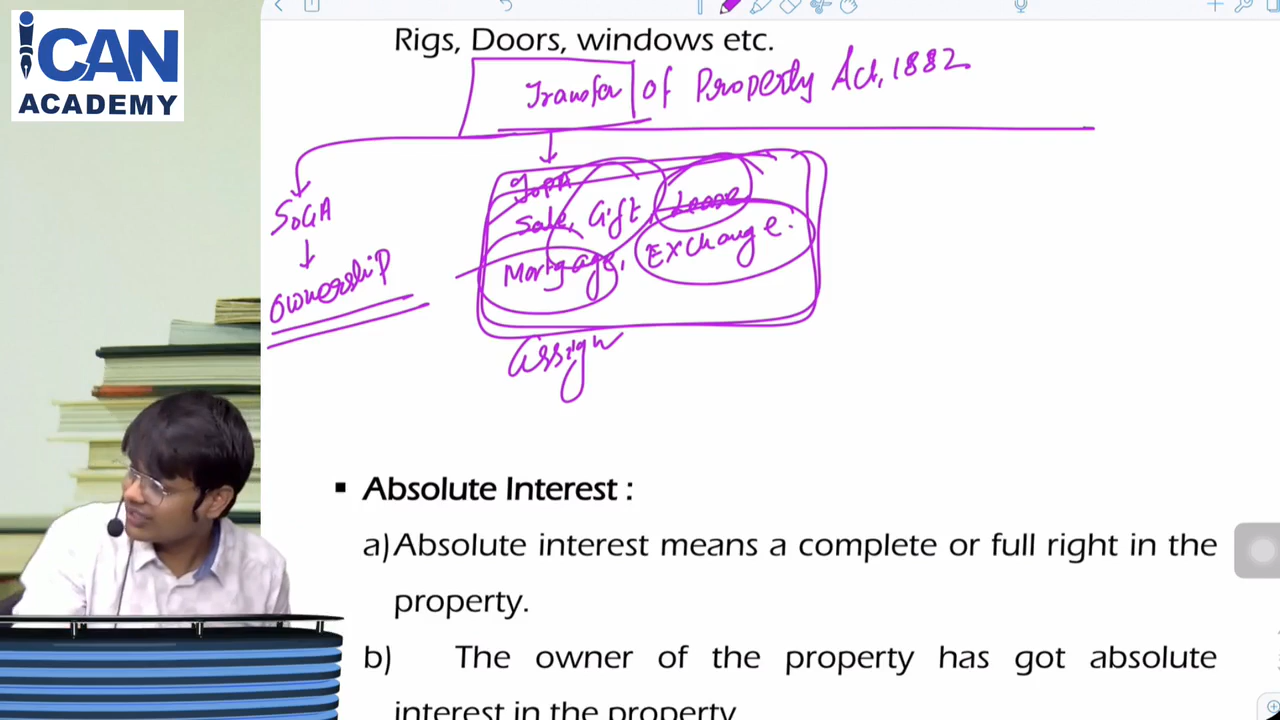 iCAN
ACADEMY
Rigs, Doors, windows etc.
Transfer of Property Act, 1882
SOGA
Ownership
TOPA
Sale, Gift, Lease
Mortgage, Exchange.
Assign
▪ Absolute Interest :
a)Absolute interest means a complete or full right in the
property.
b) The owner of the property has got absolute
interest in the property